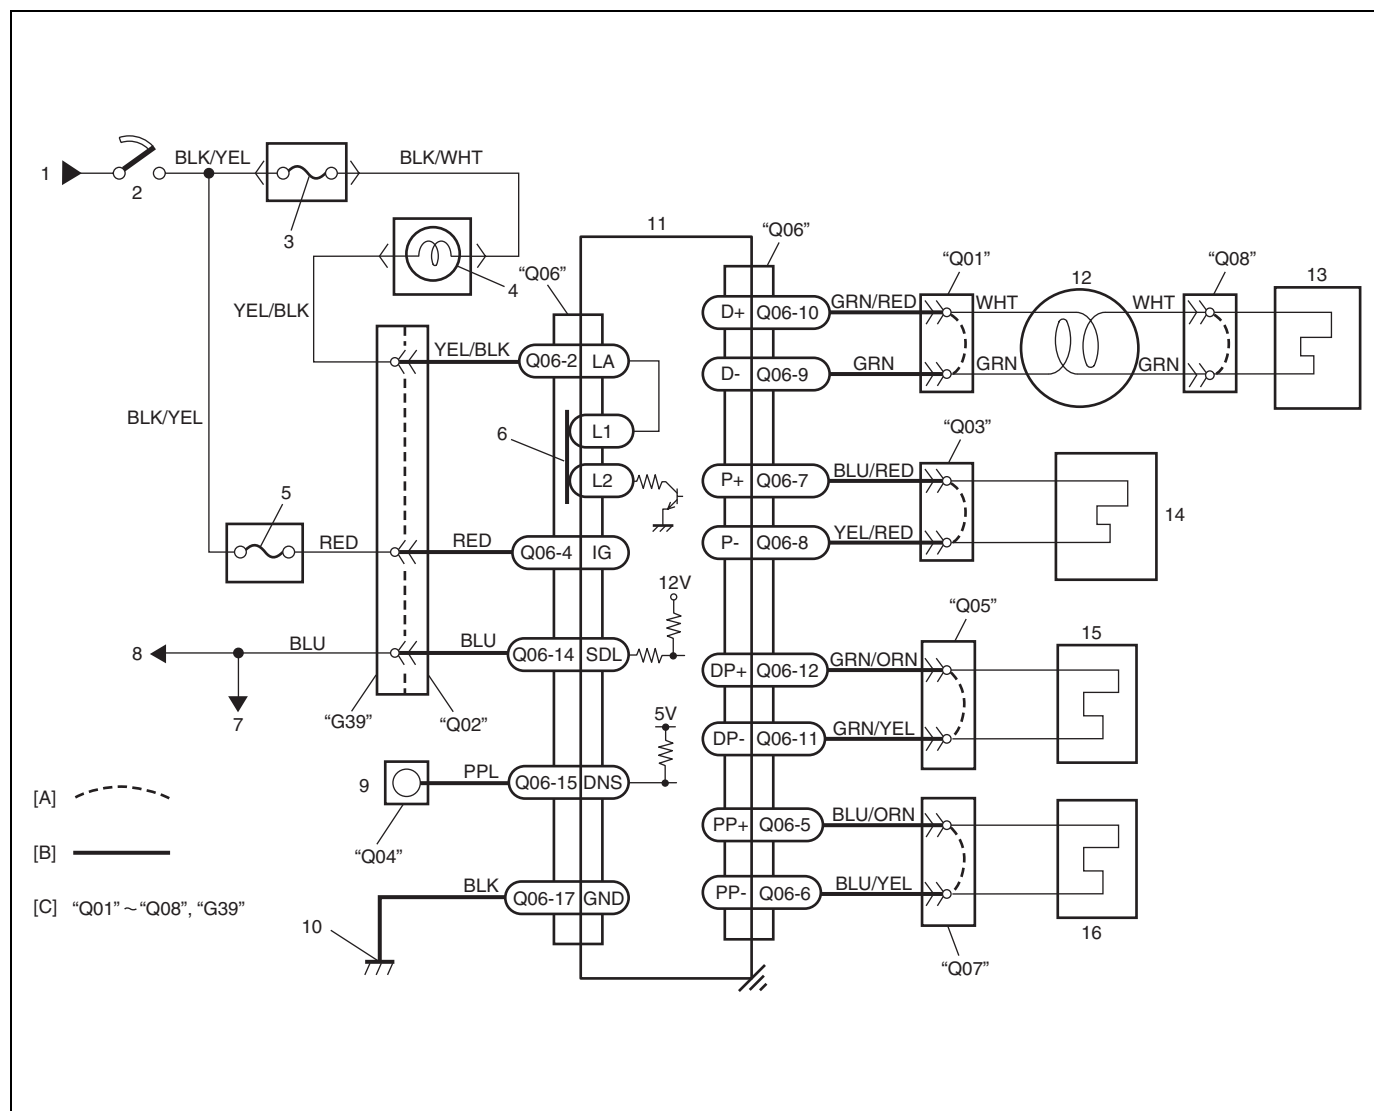 BLK/YEL
BLK/WHT
1
2
3
4
"Q06"
11
"Q06"
"Q01"
12
"Q08"
13
D+ Q06-10 GRN/RED WHT WHT
YEL/BLK
YEL/BLK Q06-2 LA
D- Q06-9 GRN GRN GRN
BLK/YEL
6
L1
L2
"Q03"
P+ Q06-7 BLU/RED
14
P- Q06-8 YEL/RED
5
RED RED Q06-4 IG
12V
"Q05"
15
8 BLU BLU Q06-14 SDL
DP+ Q06-12 GRN/ORN
7
"G39"
"Q02"
5V
DP- Q06-11 GRN/YEL
9 PPL Q06-15 DNS
"Q04"
[A]
[B]
[C] "Q01" ~ "Q08", "G39"
PP+ Q06-5 BLU/ORN
PP- Q06-6 BLU/YEL
16
"Q07"
BLK Q06-17 GND
10